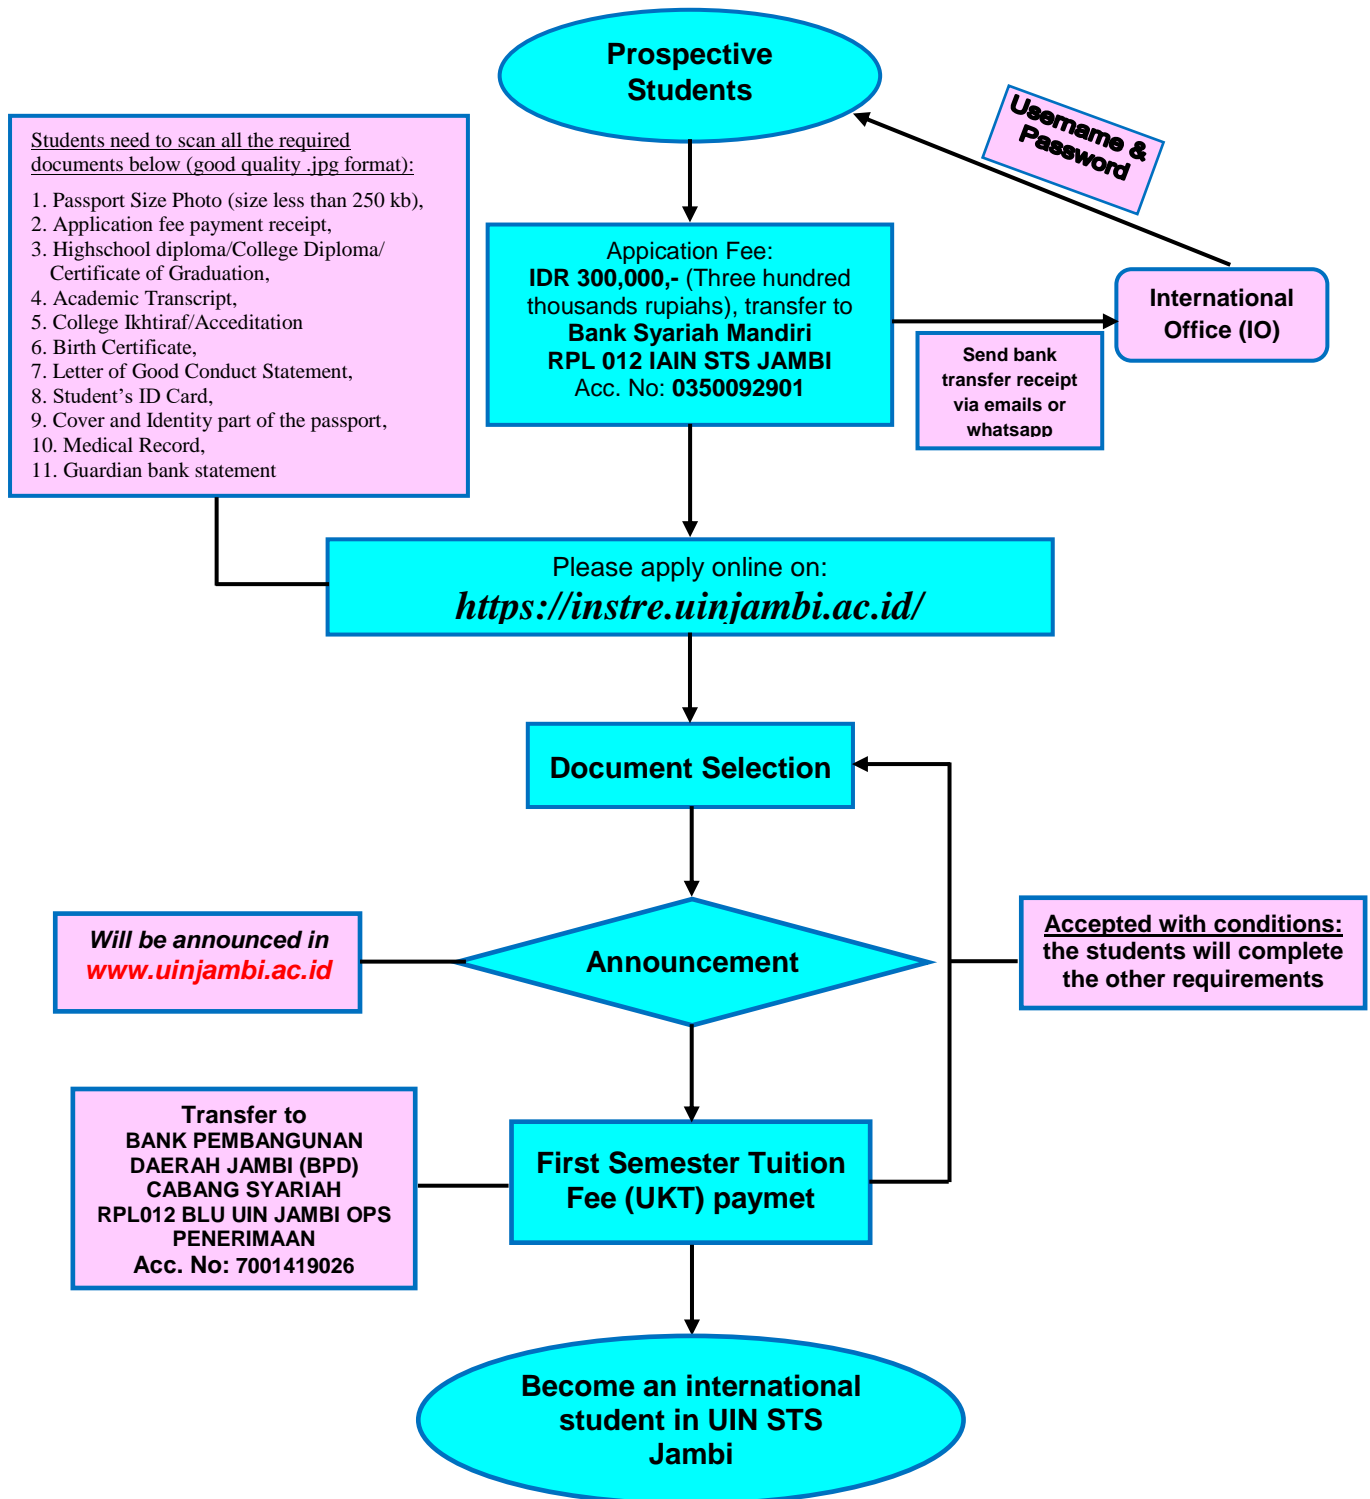 Prospective
Students
Username &
Password
Students need to scan all the required
documents below (good quality .jpg format):
1. Passport Size Photo (size less than 250 kb),
2. Application fee payment receipt,
3. Highschool diploma/College Diploma/
Certificate of Graduation,
4. Academic Transcript,
5. College Ikhtiraf/Acceditation
6. Birth Certificate,
7. Letter of Good Conduct Statement,
8. Student’s ID Card,
9. Cover and Identity part of the passport,
10. Medical Record,
11. Guardian bank statement
Appication Fee:
IDR 300,000,- (Three hundred
thousands rupiahs), transfer to
Bank Syariah Mandiri
RPL 012 IAIN STS JAMBI
Acc. No: 0350092901
International
Office (IO)
Send bank
transfer receipt
via emails or
whatsapp
Please apply online on:
https://instre.uinjambi.ac.id/
Document Selection
Will be announced in
www.uinjambi.ac.id
Announcement
Accepted with conditions:
the students will complete
the other requirements
Transfer to
BANK PEMBANGUNAN
DAERAH JAMBI (BPD)
CABANG SYARIAH
RPL012 BLU UIN JAMBI OPS
PENERIMAAN
Acc. No: 7001419026
First Semester Tuition
Fee (UKT) paymet
Become an international
student in UIN STS
Jambi